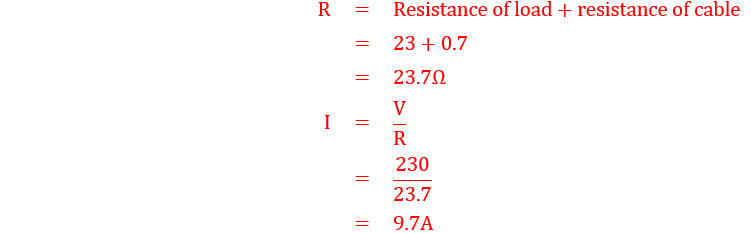 R = Resistance of load + resistance of cable
= 23 + 0.7
= 23.7Ω
I = V/R
= 230/23.7
= 9.7A